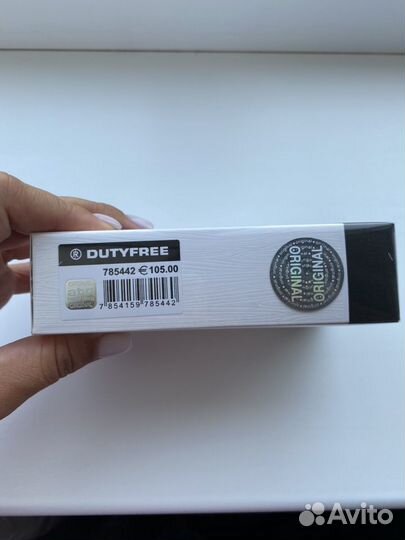 ® DUTYFREE
785442 €105.00
7 854159 785442
ORIGINAL
ORIGINAL
Avito